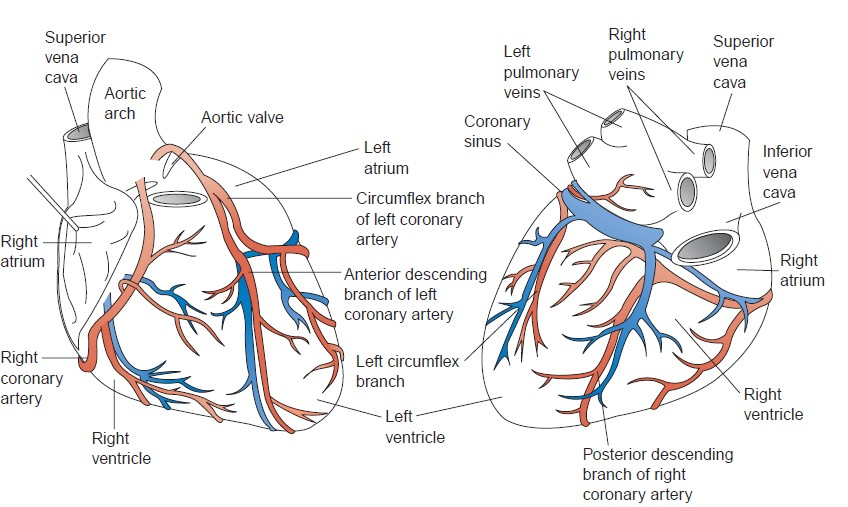 Superior
vena
cava
Aortic
arch
Aortic valve
Left
atrium
Circumflex branch
of left coronary
artery
Right
atrium
Anterior descending
branch of left
coronary artery
Right
coronary
artery
Left circumflex
branch
Left
ventricle
Right
ventricle
Left
pulmonary
veins
Right
pulmonary
veins
Superior
vena
cava
Coronary
sinus
Inferior
vena
cava
Right
atrium
Right
ventricle
Posterior descending
branch of right
coronary artery